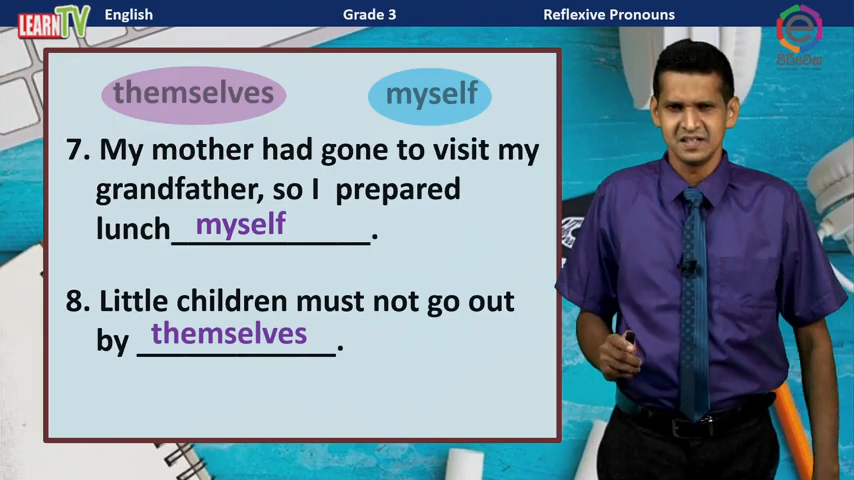 LEARN TV
English
Grade 3
Reflexive Pronouns
themselves
myself
7. My mother had gone to visit my
grandfather, so I prepared
lunch myself.
8. Little children must not go out
by themselves.